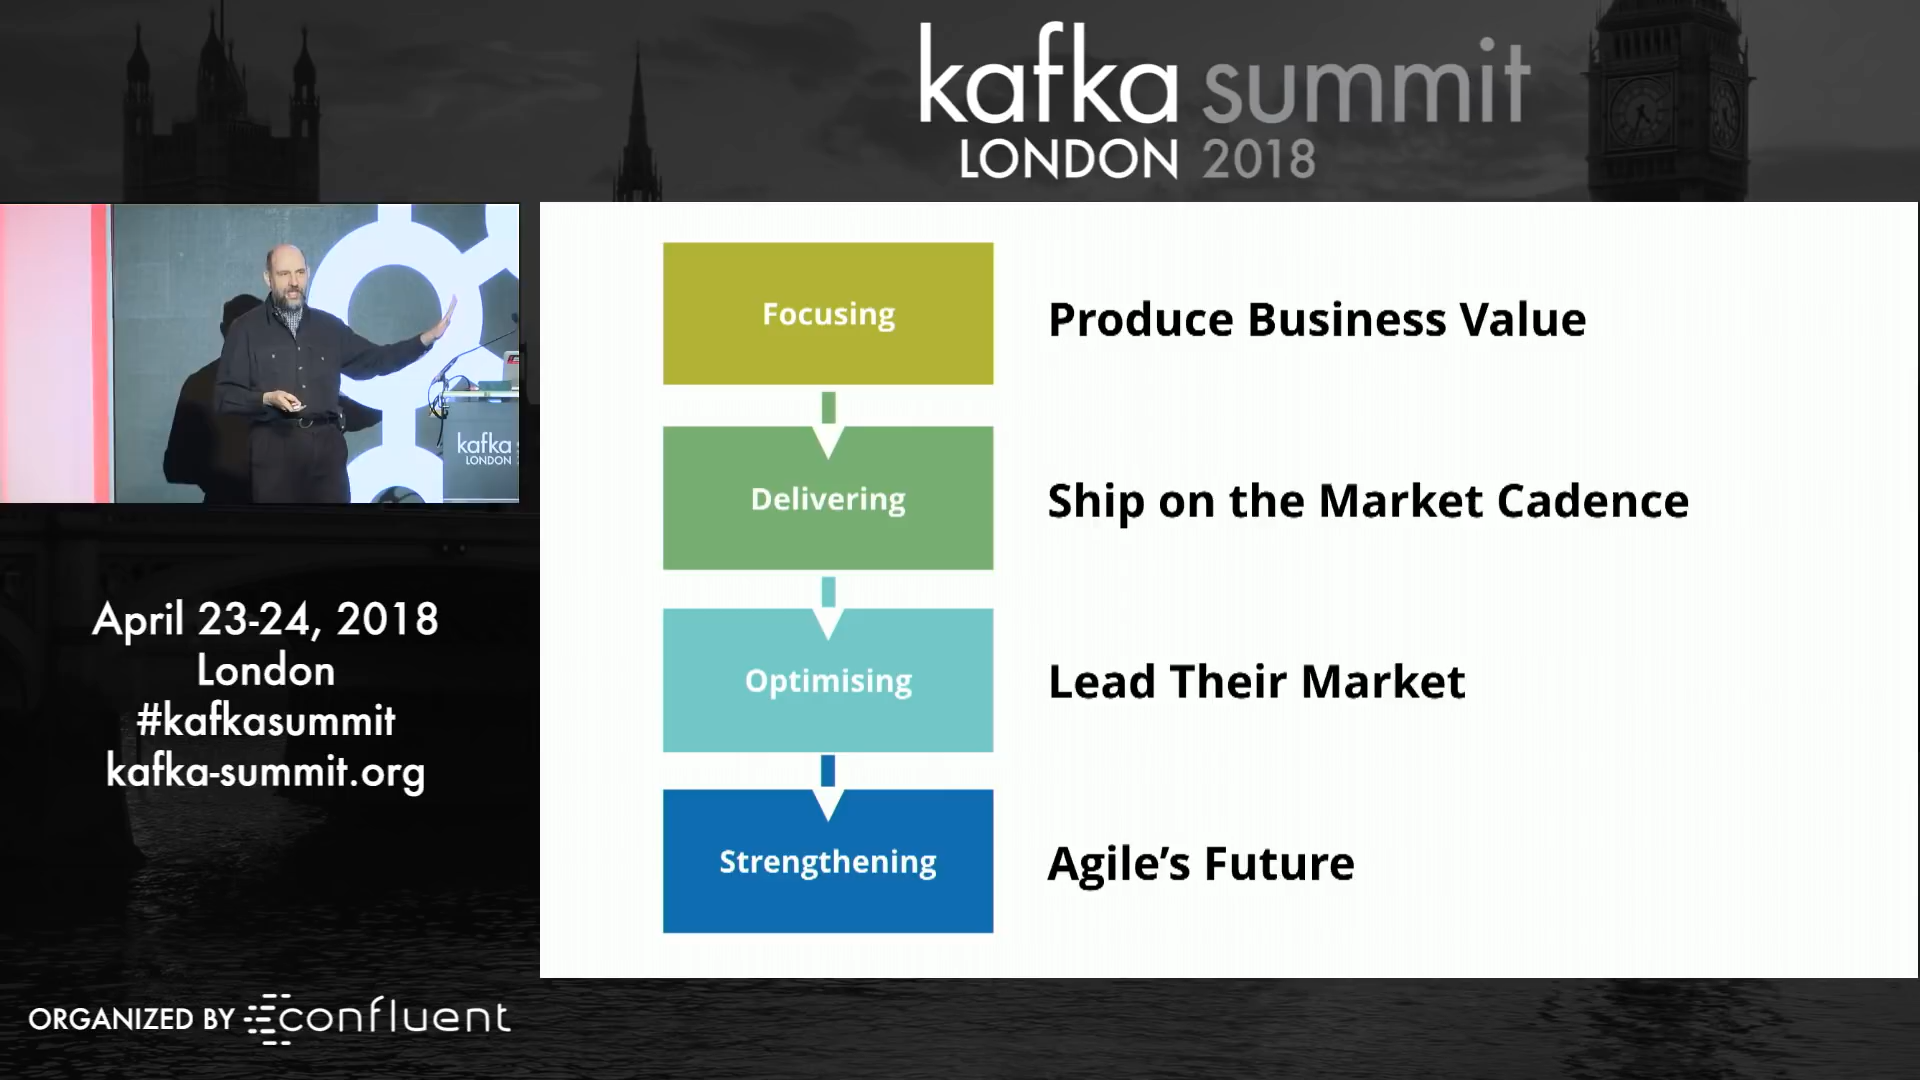 kafka summit
LONDON 2018
Focusing
Produce Business Value
Delivering
Ship on the Market Cadence
Optimising
Lead Their Market
Strengthening
Agile’s Future
kafka
LONDON
April 23-24, 2018
London
#kafkasummit
kafka-summit.org
ORGANIZED BY confluent